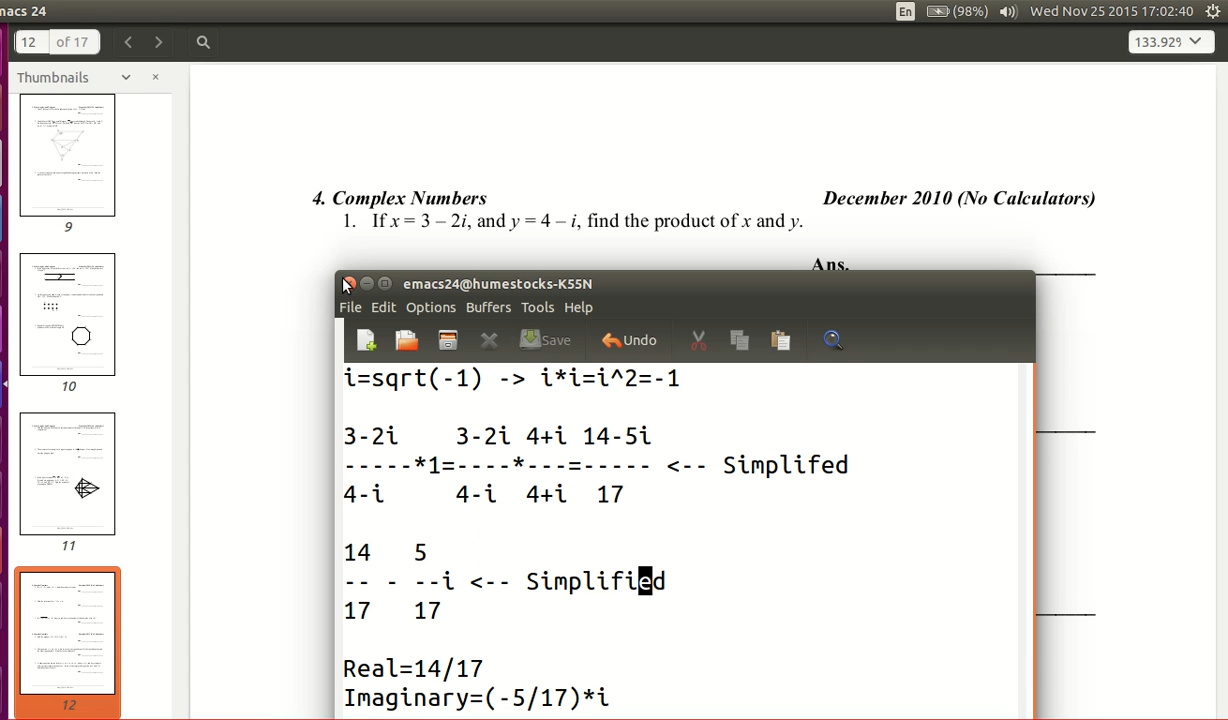 macs 24
En (98%) Wed Nov 25 2015 17:02:40
12 of 17 133.92%
Thumbnails
9
10
11
12
4. Complex Numbers December 2010 (No Calculators)
1. If x = 3 – 2i, and y = 4 – i, find the product of x and y.
Ans.
emacs24@humestocks-K55N
File Edit Options Buffers Tools Help
Save Undo
i=sqrt(-1) -> i*i=i^2=-1
3-2i 3-2i 4+i 14-5i
-----*1=----*---=----- <-- Simplifed
4-i 4-i 4+i 17
14 5
-- - --i <-- Simplified
17 17
Real=14/17
Imaginary=(-5/17)*i